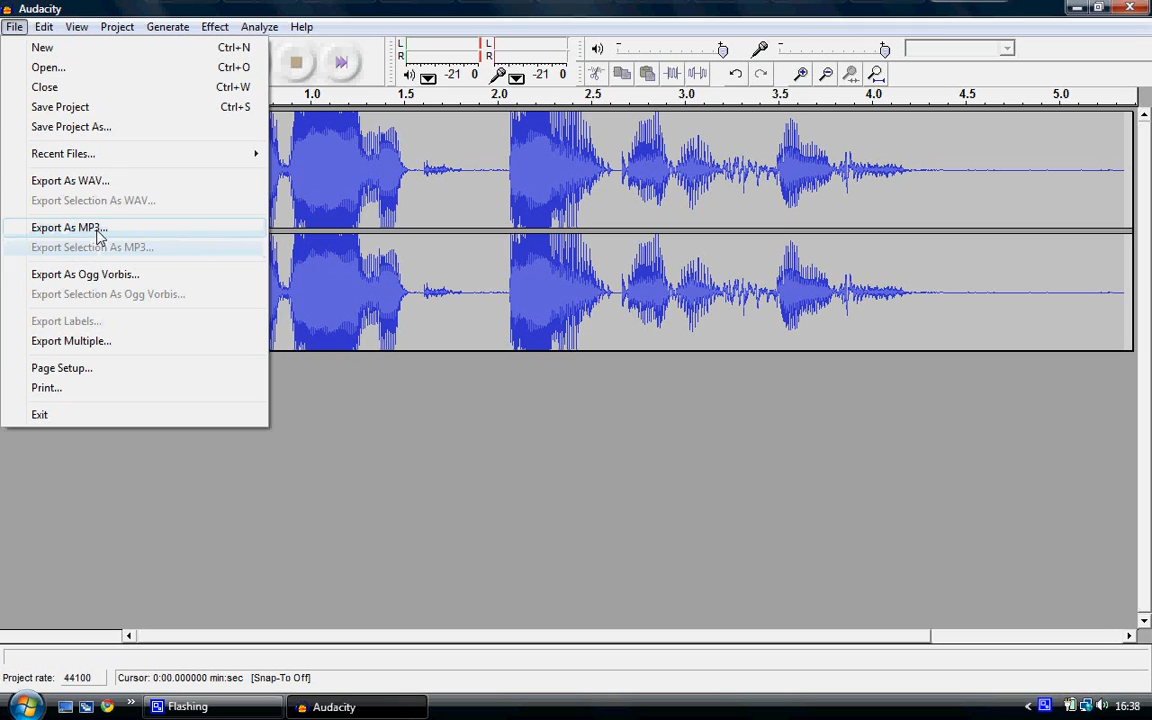 Audacity
File Edit View Project Generate Effect Analyze Help
New Ctrl+N
Open... Ctrl+O
Close Ctrl+W
Save Project Ctrl+S
Save Project As...
Recent Files...
Export As WAV...
Export Selection As WAV...
Export As MP3...
Export Selection As MP3...
Export As Ogg Vorbis...
Export Selection As Ogg Vorbis...
Export Labels...
Export Multiple...
Page Setup...
Print...
Exit
L L
R R
-21 0 -21 0
1.0 1.5 2.0 2.5 3.0 3.5 4.0 4.5 5.0
Project rate: 44100 Cursor: 0:00.000000 min:sec [Snap-To Off]
Flashing Audacity 16:38